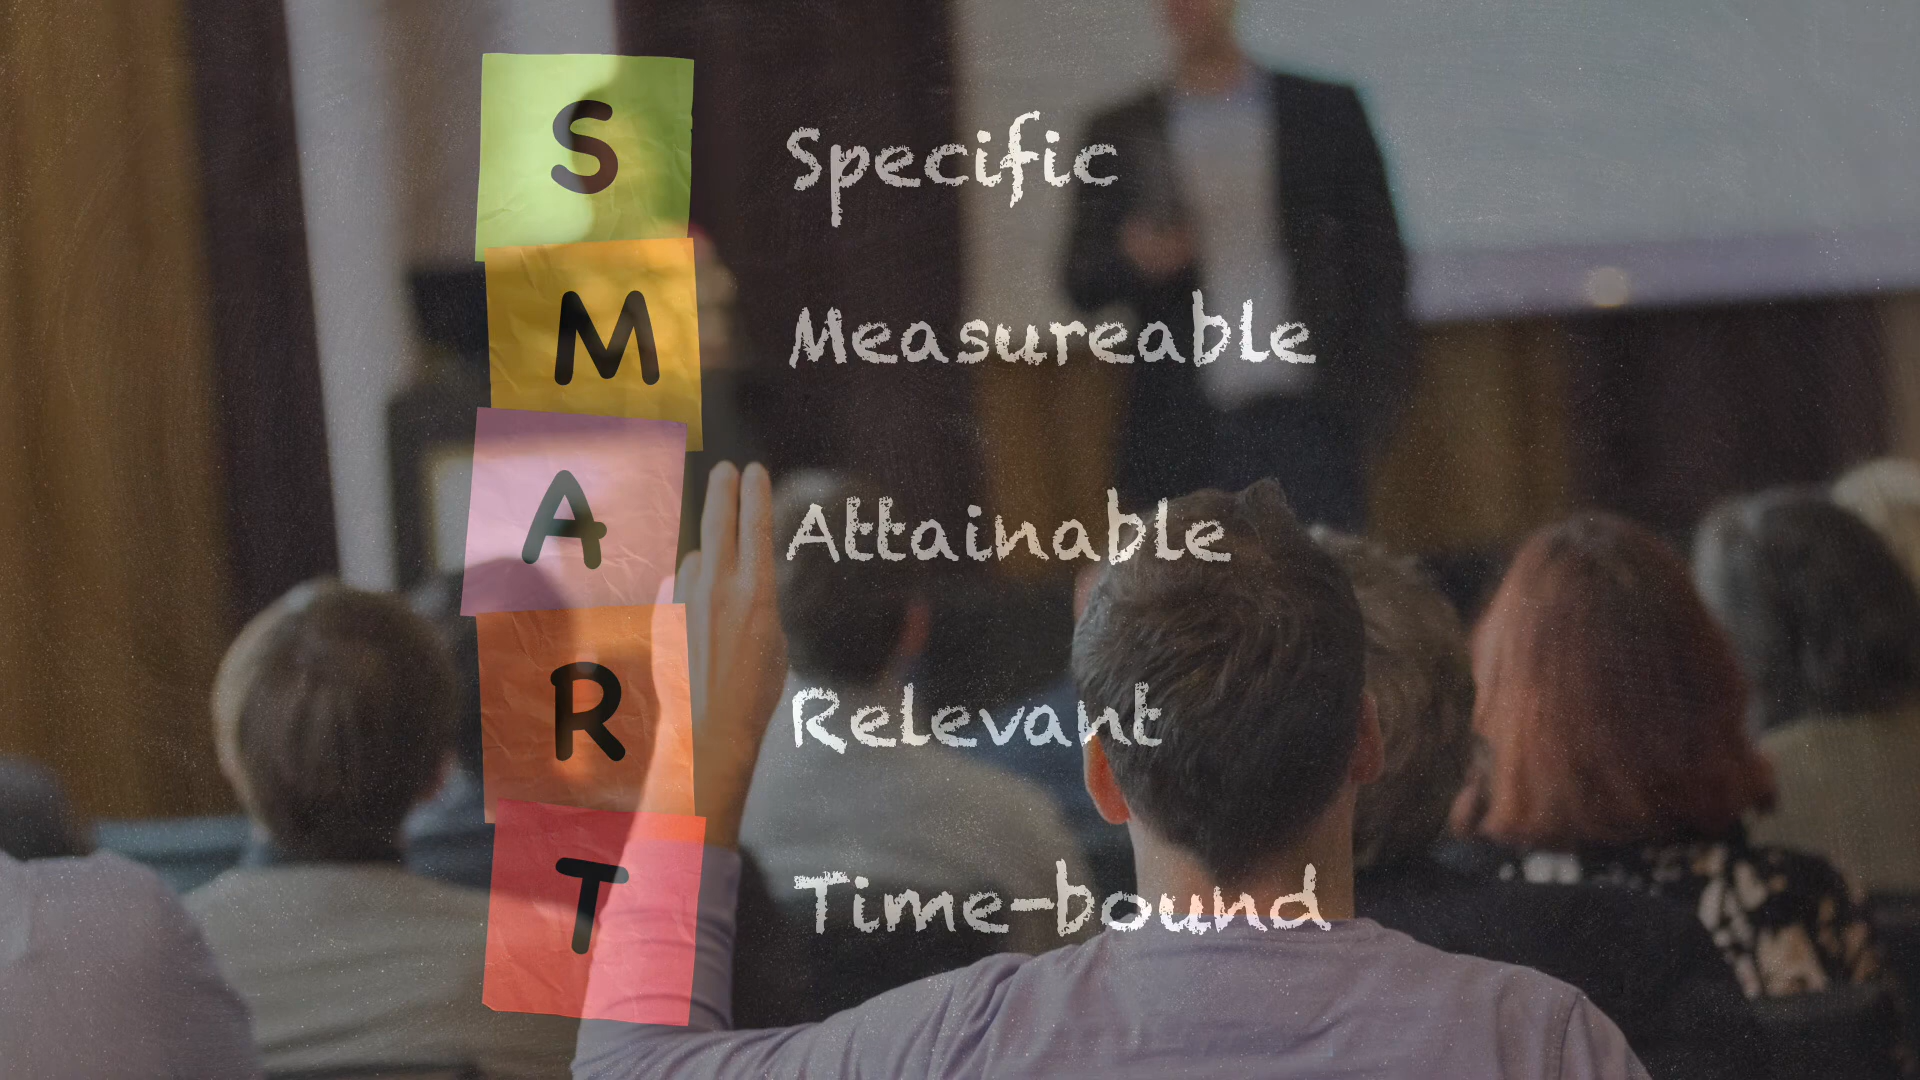 S Specific
M Measureable
A Attainable
R Relevant
T Time-bound